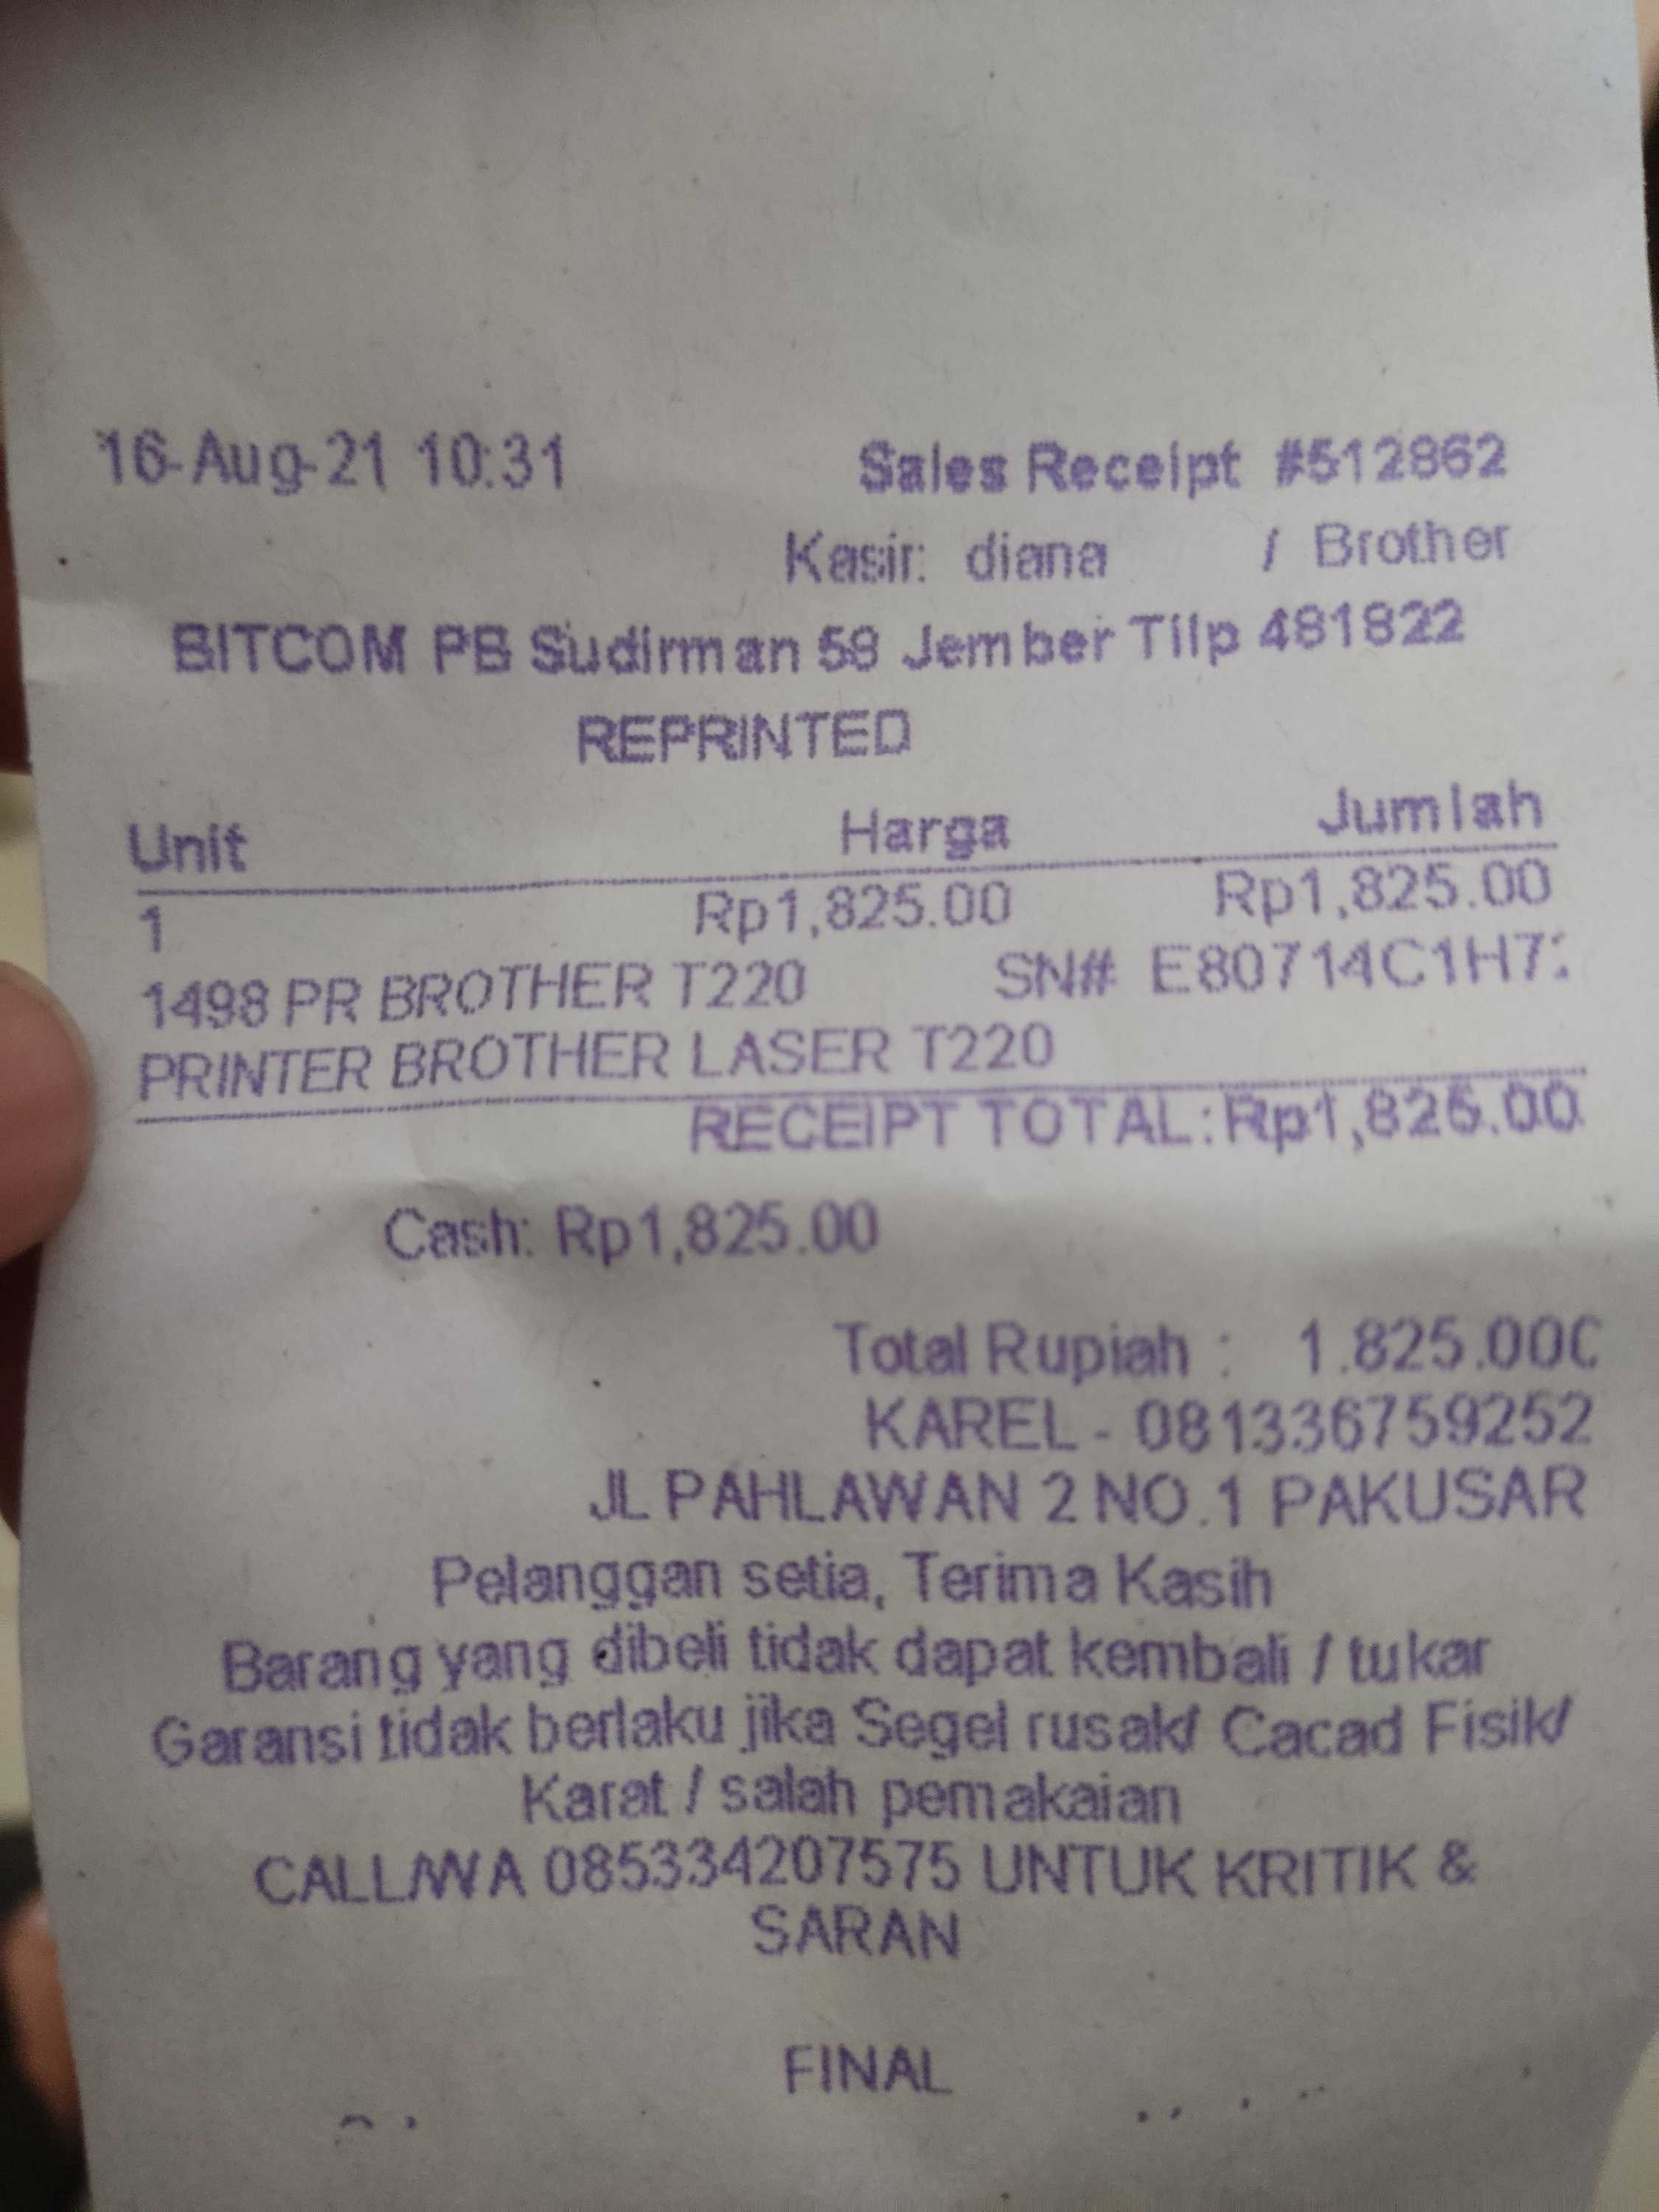 16-Aug-21 10:31 Sales Receipt #512862
Kasir: diana / Brother
BITCOM PB Sudirman 59 Jember Tilp 481822
REPRINTED
Unit Harga Jumlah
1 Rp1,825.00 Rp1,825.00
1498 PR BROTHER T220 SN# E80714C1H7
PRINTER BROTHER LASER T220
RECEIPT TOTAL: Rp1,825.00
Cash: Rp1,825.00
Total Rupiah : 1.825.000
KAREL - 081336759252
JL PAHLAWAN 2 NO.1 PAKUSAR
Pelanggan setia, Terima Kasih
Barang yang dibeli tidak dapat kembali / tukar
Garansi tidak berlaku jika Segel rusak/ Cacad Fisik/
Karat / salah pemakaian
CALL/WA 085334207575 UNTUK KRITIK &
SARAN
FINAL